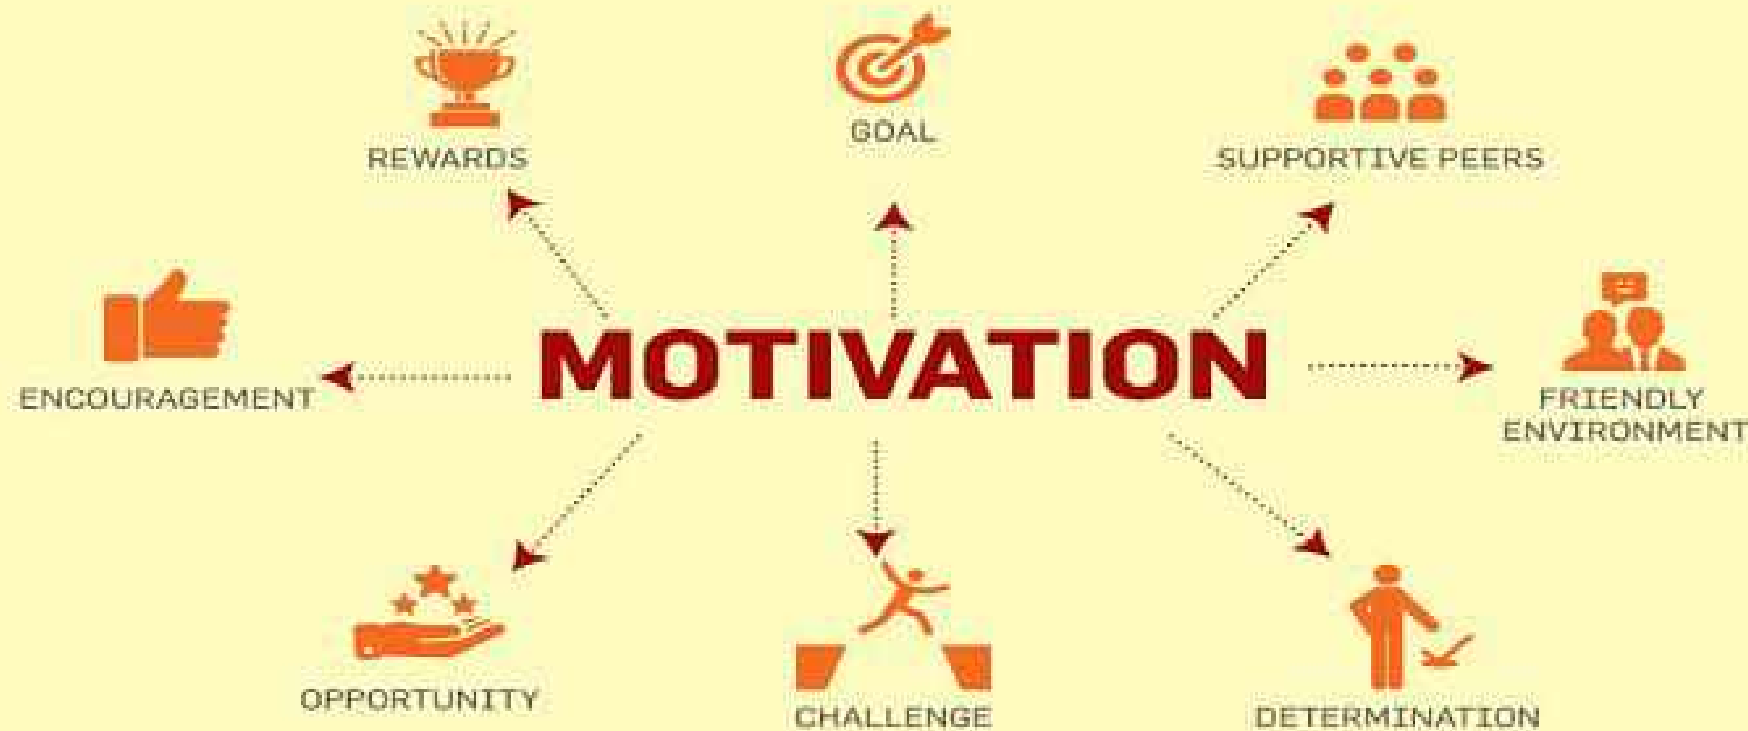 GOAL
REWARDS
SUPPORTIVE PEERS
MOTIVATION
ENCOURAGEMENT
FRIENDLY
ENVIRONMENT
OPPORTUNITY
CHALLENGE
DETERMINATION